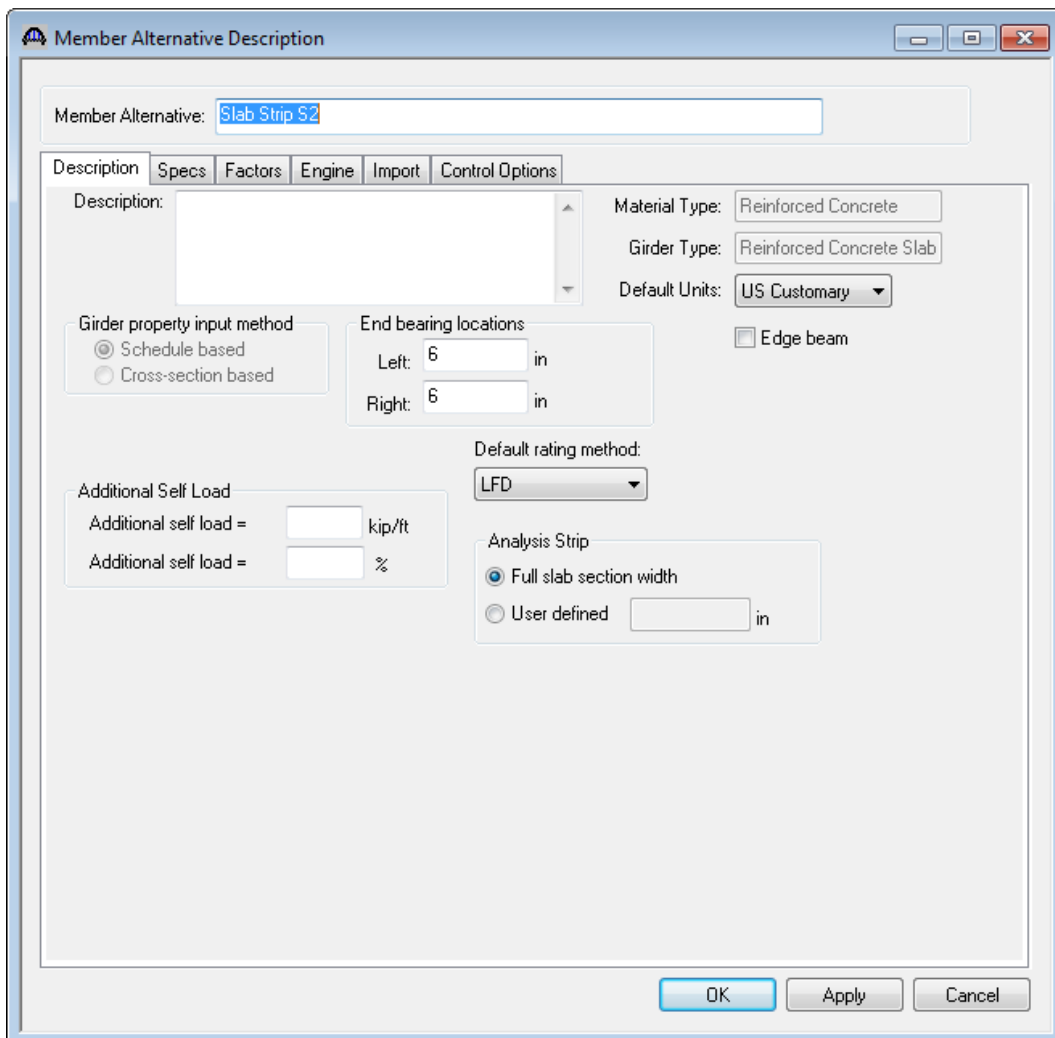 Member Alternative Description
Member Alternative: Slab Strip S2
Description Specs Factors Engine Import Control Options
Description:
Material Type: Reinforced Concrete
Girder Type: Reinforced Concrete Slab
Default Units: US Customary
Girder property input method
Schedule based
Cross-section based
End bearing locations
Left: 6 in
Right: 6 in
Edge beam
Default rating method:
LFD
Additional Self Load
Additional self load = kip/ft
Additional self load = %
Analysis Strip
Full slab section width
User defined in
OK Apply Cancel